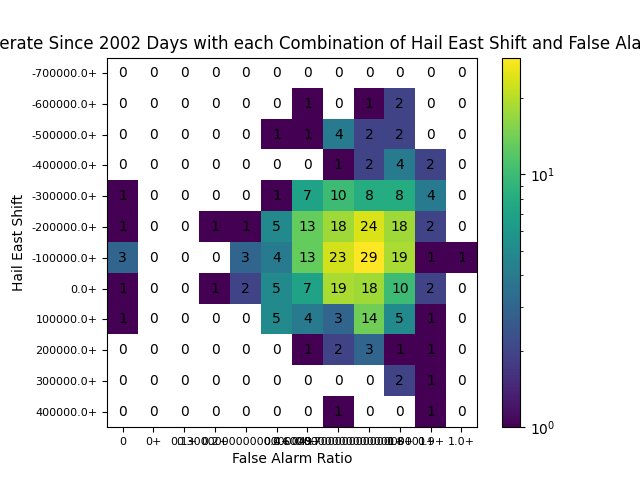 erate Since 2002 Days with each Combination of Hail East Shift and False Ala
-700000.0+ 0 0 0 0 0 0 0 0 0 0 0 0
-600000.0+ 0 0 0 0 0 0 1 0 1 2 0 0
-500000.0+ 0 0 0 0 0 1 1 4 2 2 0 0
-400000.0+ 0 0 0 0 0 0 0 1 2 4 2 0
-300000.0+ 1 0 0 0 0 1 7 10 8 8 4 0
-200000.0+ 1 0 0 1 1 5 13 18 24 18 2 0
-100000.0+ 3 0 0 0 3 4 13 23 29 19 1 1
0.0+ 1 0 0 1 2 5 7 19 18 10 2 0
100000.0+ 1 0 0 0 0 5 4 3 14 5 1 0
200000.0+ 0 0 0 0 0 0 1 2 3 1 1 0
300000.0+ 0 0 0 0 0 0 0 0 0 2 1 0
400000.0+ 0 0 0 0 0 0 0 1 0 0 1 0
0 0+ 1.0+
False Alarm Ratio
Hail East Shift
10¹
10⁰